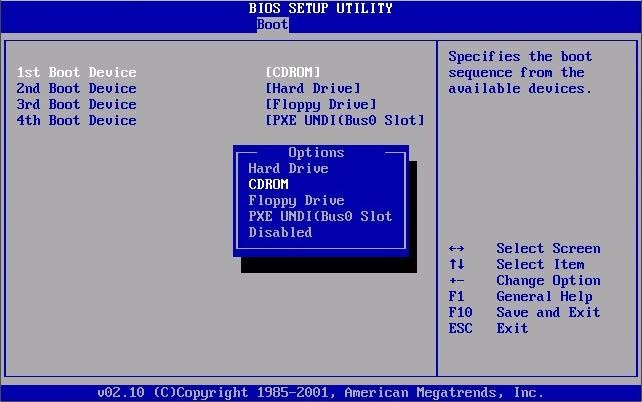 BIOS SETUP UTILITY
Boot
1st Boot Device [CDROM]
2nd Boot Device [Hard Drive]
3rd Boot Device [Floppy Drive]
4th Boot Device [PXE UNDI(Bus0 Slot]
Options
Hard Drive
CDROM
Floppy Drive
PXE UNDI(Bus0 Slot
Disabled
Specifies the boot
sequence from the
available devices.
↔ Select Screen
↑↓ Select Item
+- Change Option
F1 General Help
F10 Save and Exit
ESC Exit
v02.10 (C)Copyright 1985-2001, American Megatrends, Inc.